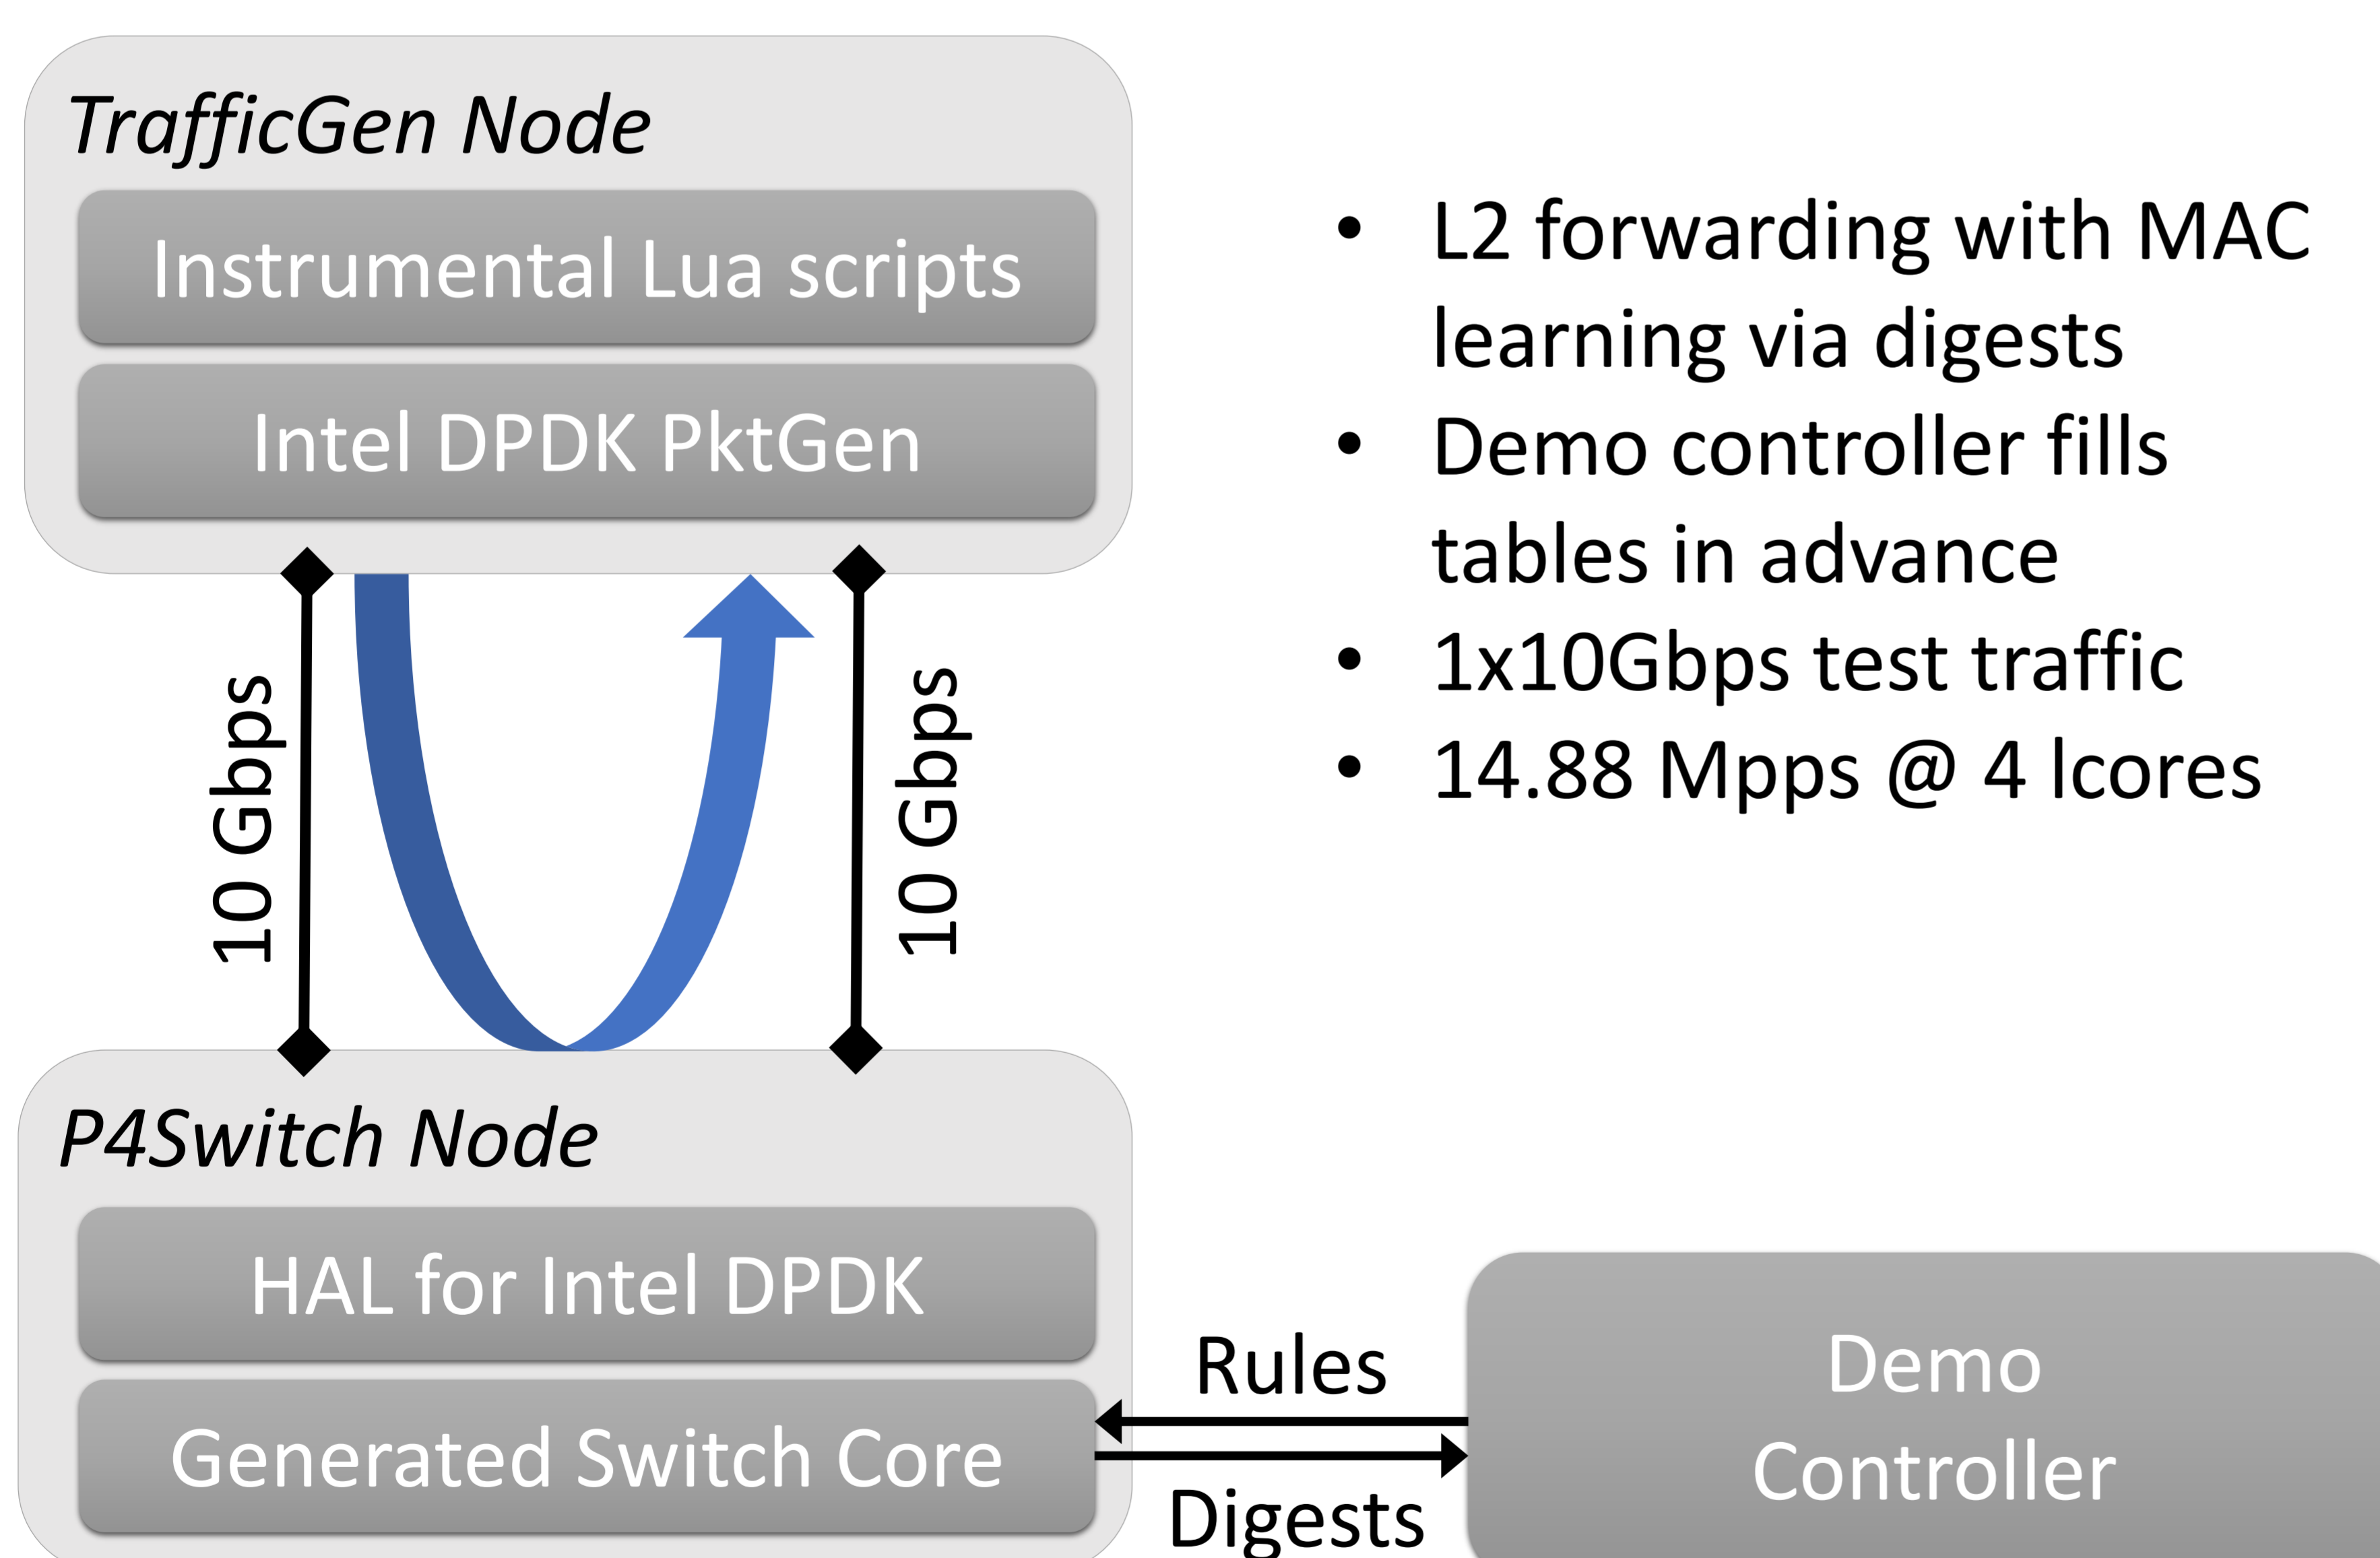 TrafficGen Node
Instrumental Lua scripts
Intel DPDK PktGen
10 Gbps
10 Gbps
P4Switch Node
HAL for Intel DPDK
Generated Switch Core
Rules
Digests
Demo
Controller
• L2 forwarding with MAC
learning via digests
• Demo controller fills
tables in advance
• 1x10Gbps test traffic
• 14.88 Mpps @ 4 lcores